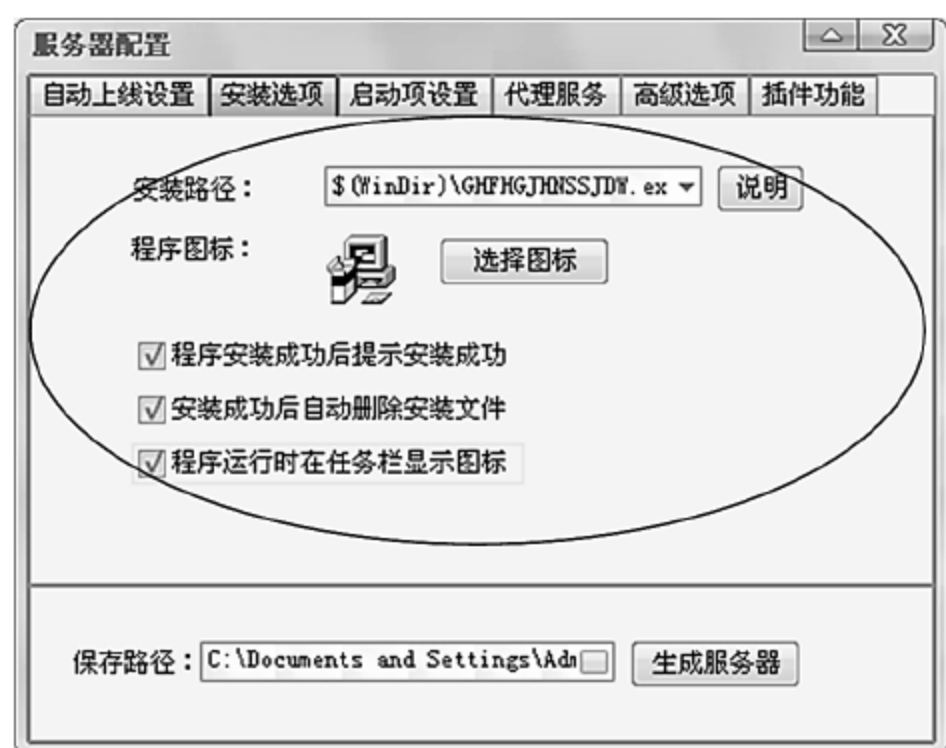 服务器配置
自动上线设置 安装选项 启动项设置 代理服务 高级选项 插件功能
安装路径： $(WinDir)\GHFHGJHNSSJDW.ex 说明
程序图标： 选择图标
程序安装成功后提示安装成功
安装成功后自动删除安装文件
程序运行时在任务栏显示图标
保存路径： C:\Documents and Settings\Adm 生成服务器